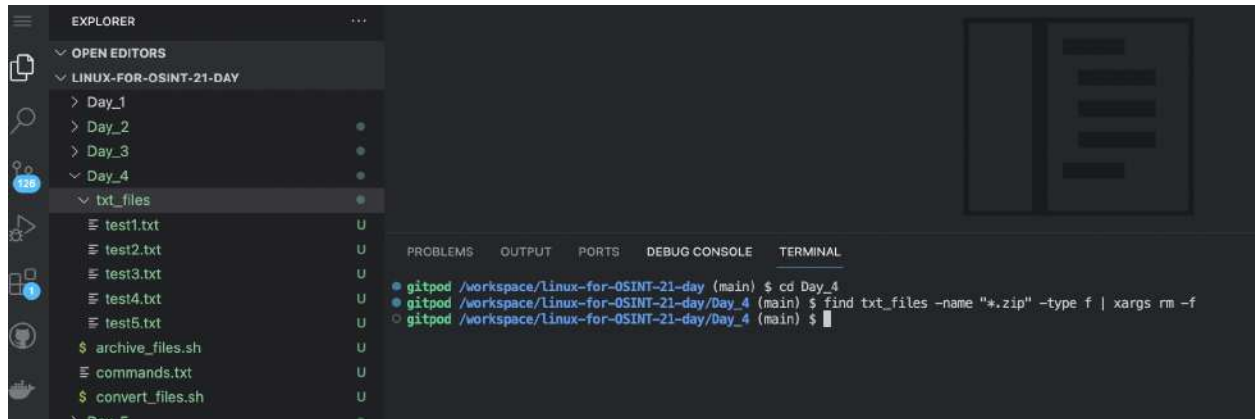 EXPLORER
OPEN EDITORS
LINUX-FOR-OSINT-21-DAY
Day_1
Day_2
Day_3
Day_4
txt_files
test1.txt U
test2.txt U
test3.txt U
test4.txt U
test5.txt U
$ archive_files.sh U
commands.txt U
$ convert_files.sh U
126
1
PROBLEMS OUTPUT PORTS DEBUG CONSOLE TERMINAL
gitpod /workspace/linux-for-OSINT-21-day (main) $ cd Day_4
gitpod /workspace/linux-for-OSINT-21-day/Day_4 (main) $ find txt_files -name "*.zip" -type f | xargs rm -f
gitpod /workspace/linux-for-OSINT-21-day/Day_4 (main) $